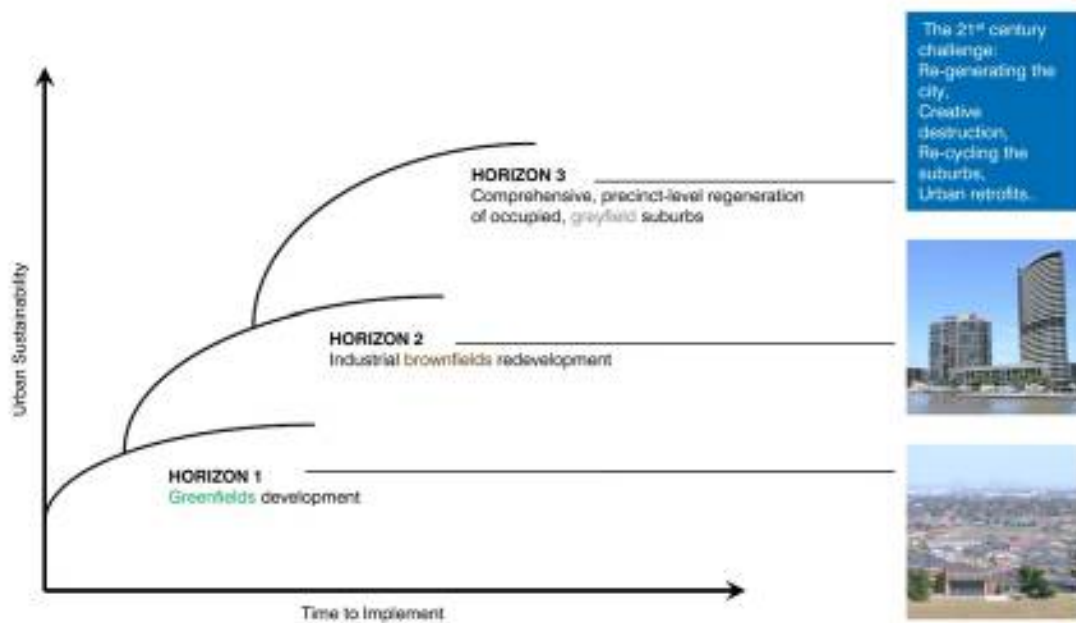 The 21st century
challenge:
Re-generating the
city,
Creative
destruction,
Re-cycling the
suburbs,
Urban retrofits.
HORIZON 3
Comprehensive, precinct-level regeneration
of occupied, greyfield suburbs
HORIZON 2
Industrial brownfields redevelopment
HORIZON 1
Greenfields development
Urban Sustainability
Time to Implement